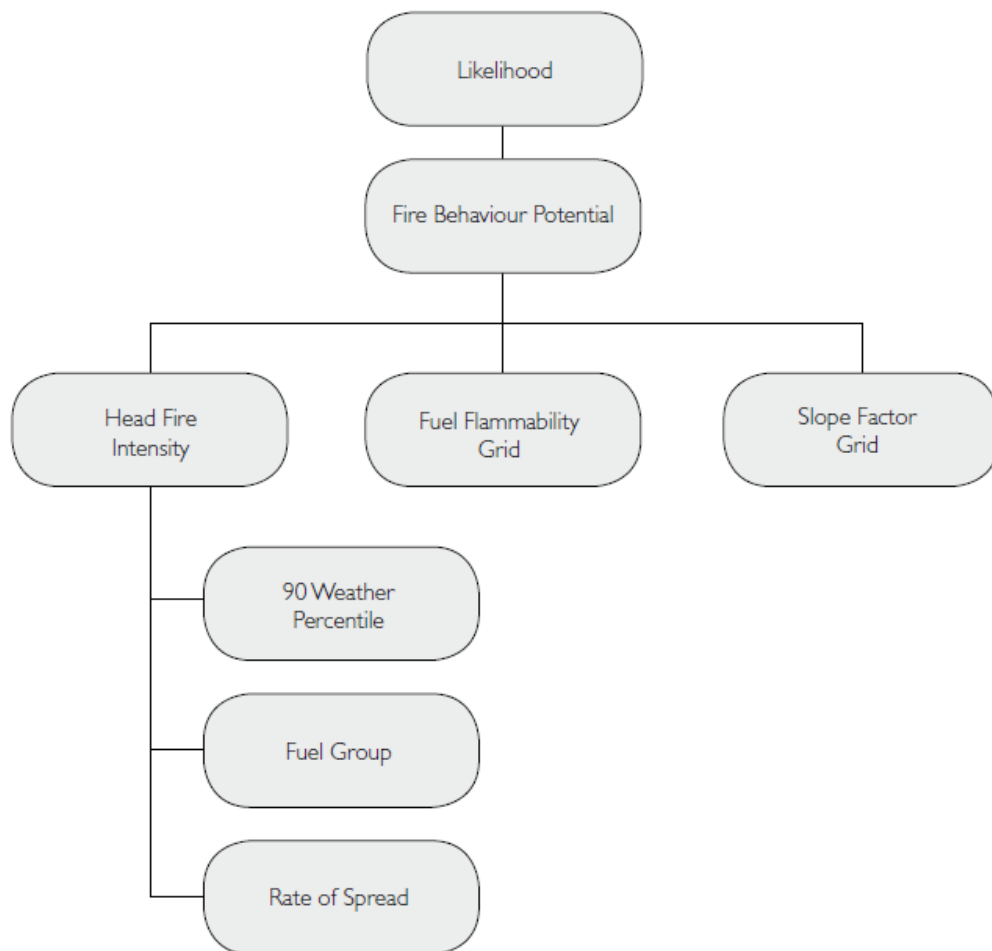 Likelihood
Fire Behaviour Potential
Head Fire
Intensity
Fuel Flammability
Grid
Slope Factor
Grid
90 Weather
Percentile
Fuel Group
Rate of Spread